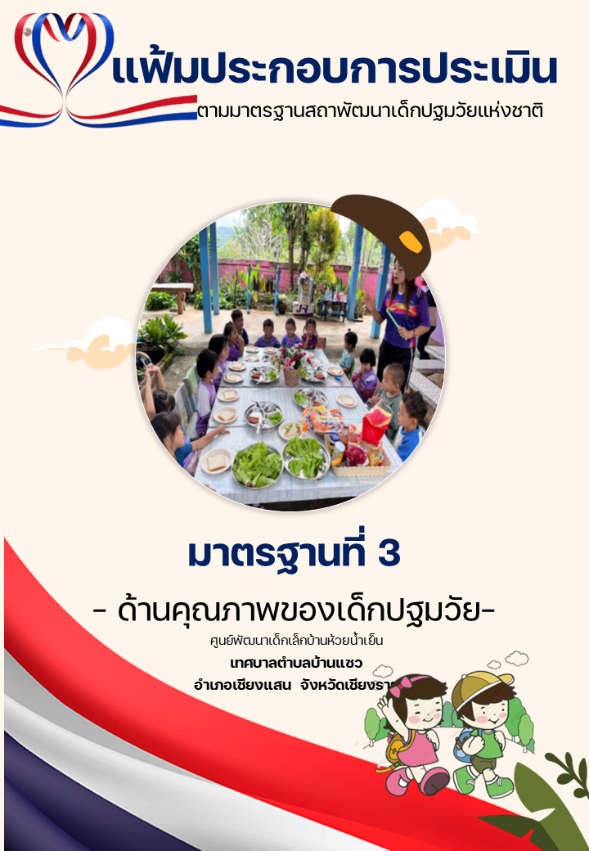 แฟ้มประกอบการประเมิน
ตามมาตรฐานสถาพัฒนาเด็กปฐมวัยแห่งชาติ
มาตรฐานที่ 3
- ด้านคุณภาพของเด็กปฐมวัย-
ศูนย์พัฒนาเด็กเล็กบ้านห้วยน้ำเย็น
เทศบาลตำบลบ้านแซว
อำเภอเชียงแสน จังหวัดเชียงรา